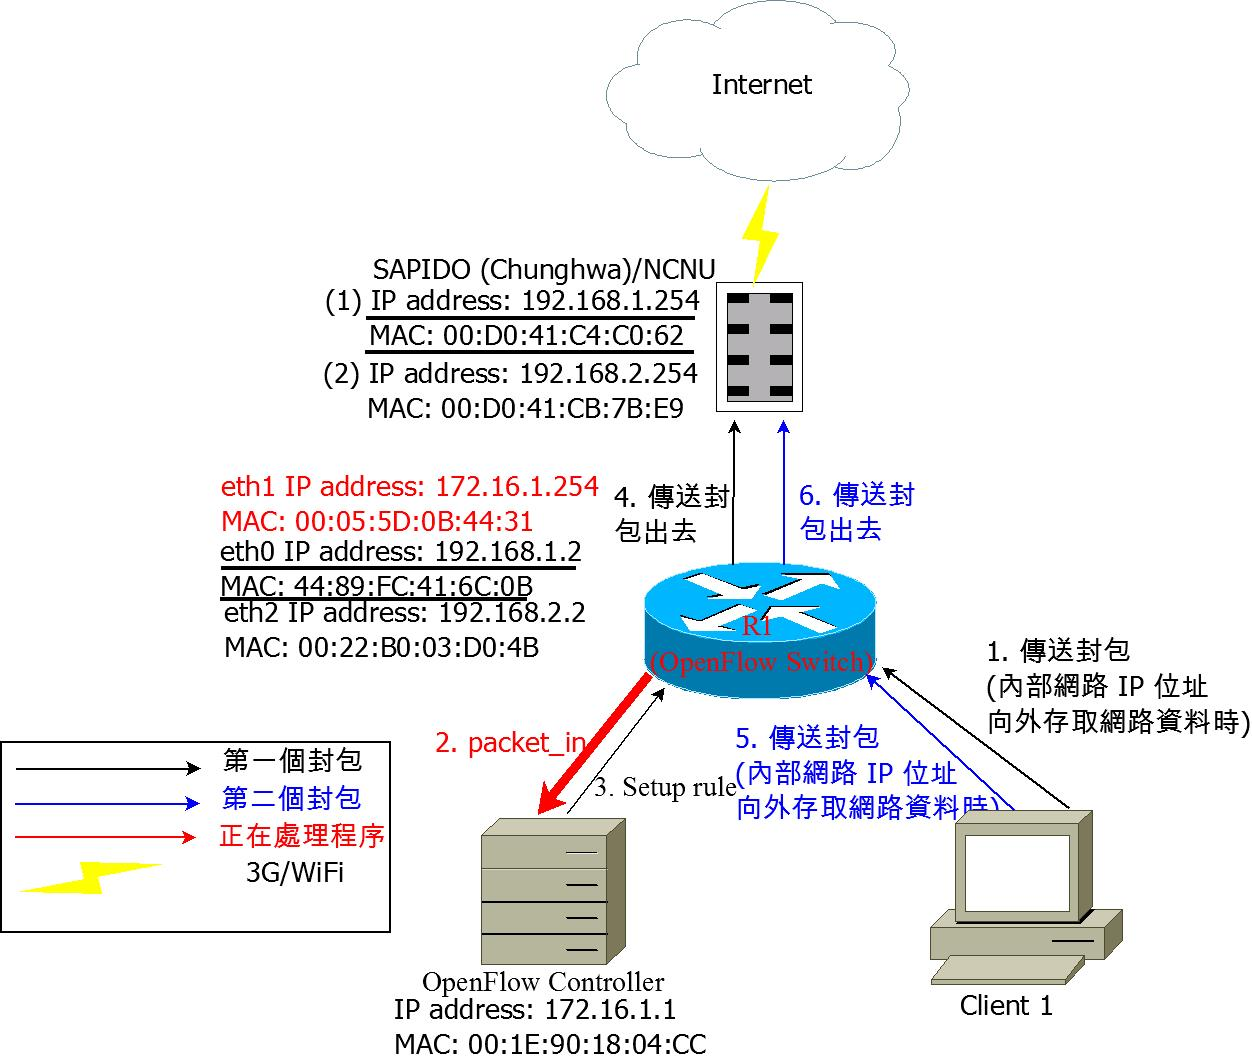 Internet
SAPIDO (Chunghwa)/NCNU
(1) IP address: 192.168.1.254
MAC: 00:D0:41:C4:C0:62
(2) IP address: 192.168.2.254
MAC: 00:D0:41:CB:7B:E9
eth1 IP address: 172.16.1.254
MAC: 00:05:5D:0B:44:31
eth0 IP address: 192.168.1.2
MAC: 44:89:FC:41:6C:0B
eth2 IP address: 192.168.2.2
MAC: 00:22:B0:03:D0:4B
4. 傳送封
包出去
6. 傳送封
包出去
R1
(OpenFlow Switch)
1. 傳送封包
(內部網路 IP 位址
向外存取網路資料時)
2. packet_in
3. Setup rule
5. 傳送封包
(內部網路 IP 位址
向外存取網路資料時)
第一個封包
第二個封包
正在處理程序
3G/WiFi
OpenFlow Controller
IP address: 172.16.1.1
MAC: 00:1E:90:18:04:CC
Client 1